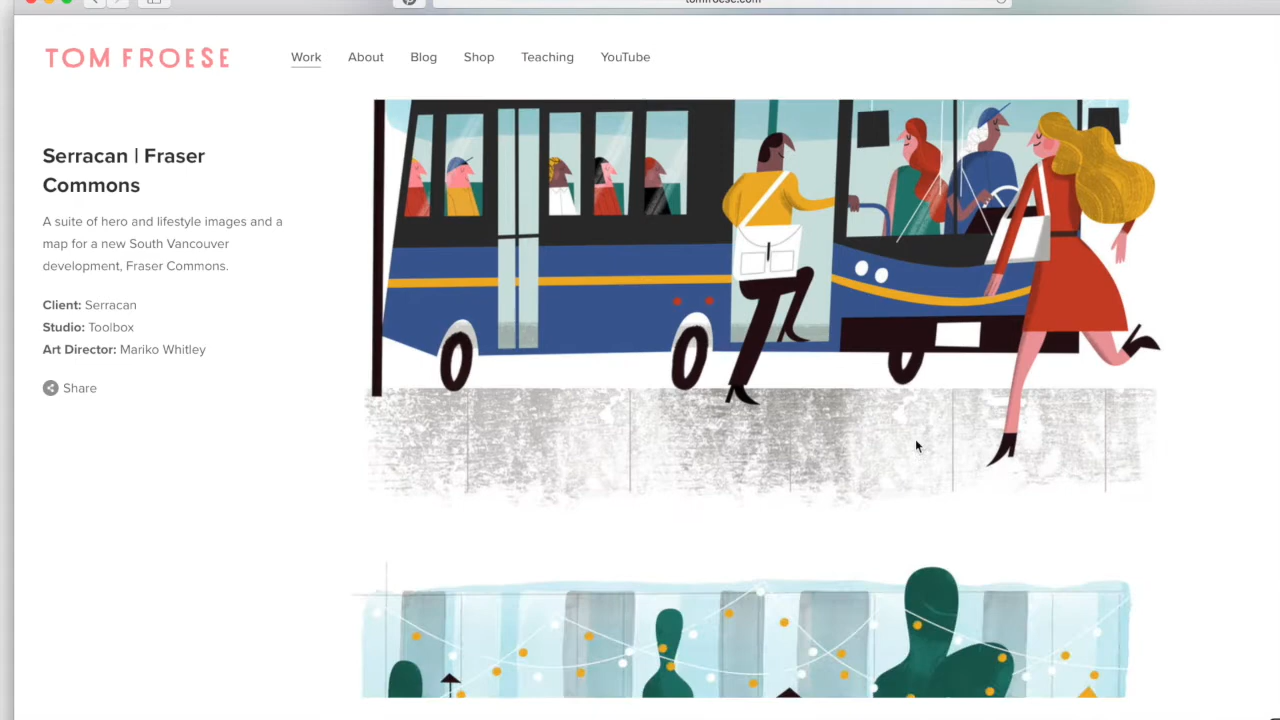 TOM FROESE
Work About Blog Shop Teaching YouTube
Serracan | Fraser
Commons
A suite of hero and lifestyle images and a
map for a new South Vancouver
development, Fraser Commons.
Client: Serracan
Studio: Toolbox
Art Director: Mariko Whitley
Share